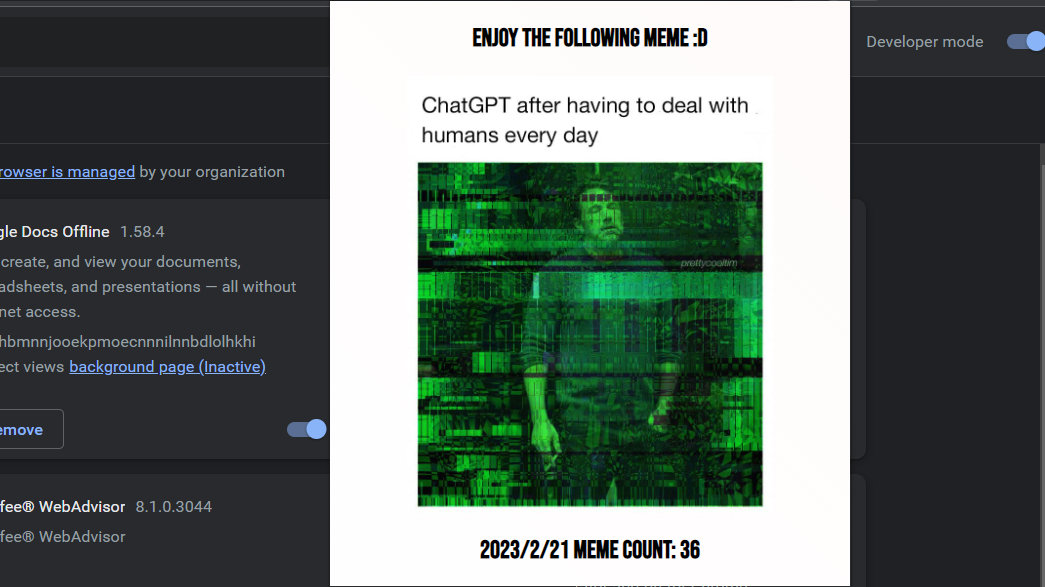 ENJOY THE FOLLOWING MEME :D
Developer mode
ChatGPT after having to deal with
humans every day
rowser is managed by your organization
gle Docs Offline 1.58.4
create, and view your documents,
adsheets, and presentations — all without
net access.
hbmnnjooekpmoecnnnilnnbdlolhkhi
ect views background page (Inactive)
prettycooltim
emove
fee® WebAdvisor 8.1.0.3044
fee® WebAdvisor
2023/2/21 MEME COUNT: 36